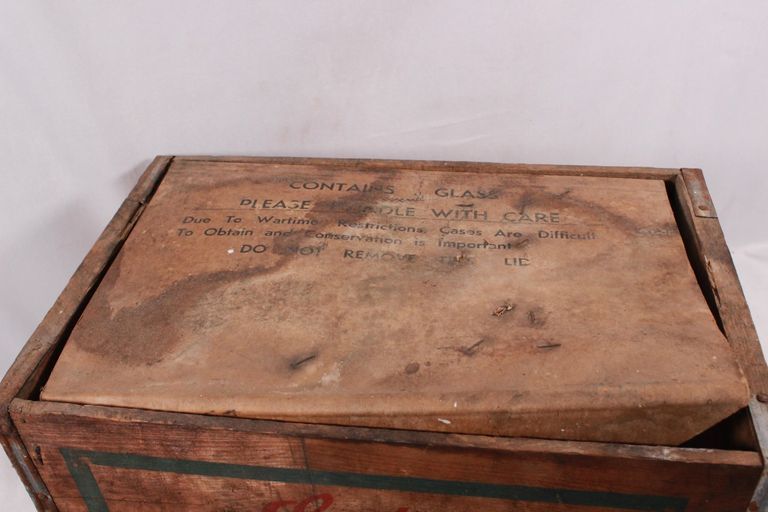 CONTAINS GLASS
PLEASE HANDLE WITH CARE
Due To Wartime Restrictions, Cases Are Difficult
To Obtain and Conservation is Important
DO NOT REMOVE THIS LID